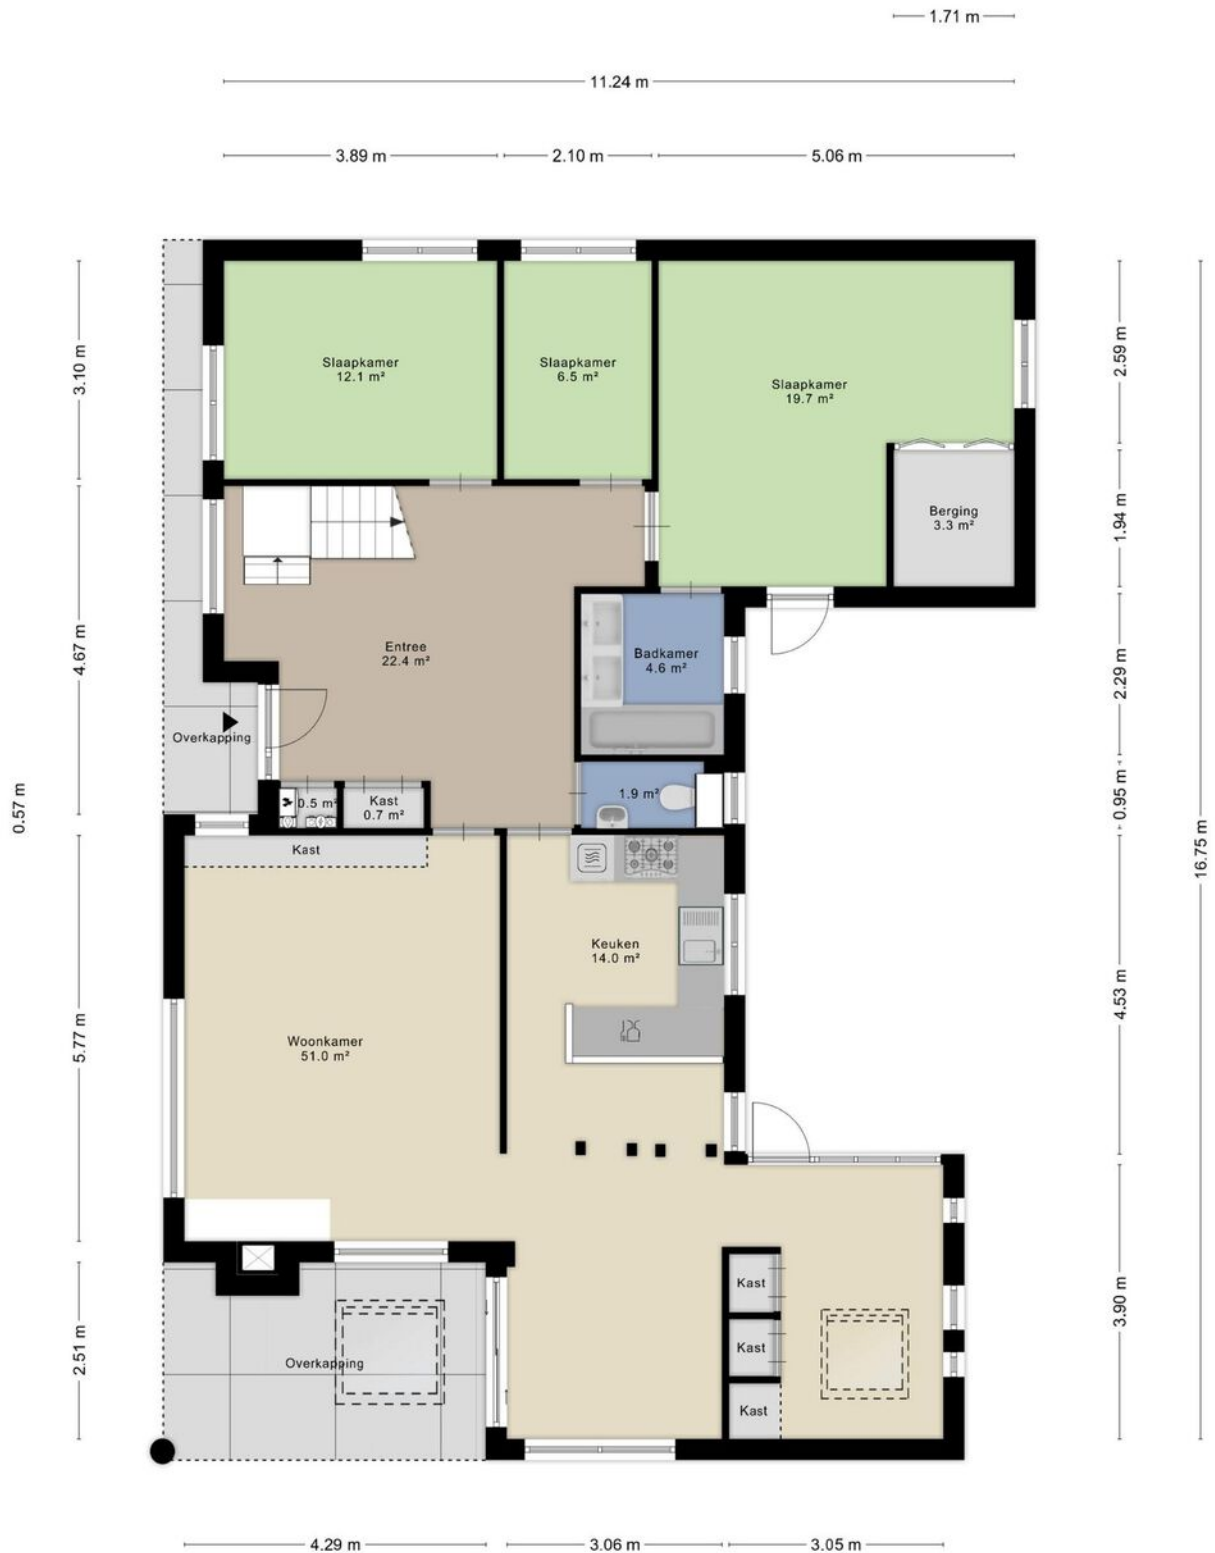 1.71 m
11.24 m
3.89 m
2.10 m
5.06 m
3.10 m
4.67 m
0.57 m
5.77 m
2.51 m
Slaapkamer
12.1 m²
Slaapkamer
6.5 m²
Slaapkamer
19.7 m²
Berging
3.3 m²
Entree
22.4 m²
Badkamer
4.6 m²
Overkapping
0.5 m²
Kast
0.7 m²
1.9 m²
Kast
Keuken
14.0 m²
Woonkamer
51.0 m²
Kast
Kast
Kast
Overkapping
2.59 m
1.94 m
2.29 m
0.95 m
4.53 m
3.90 m
16.75 m
4.29 m
3.06 m
3.05 m